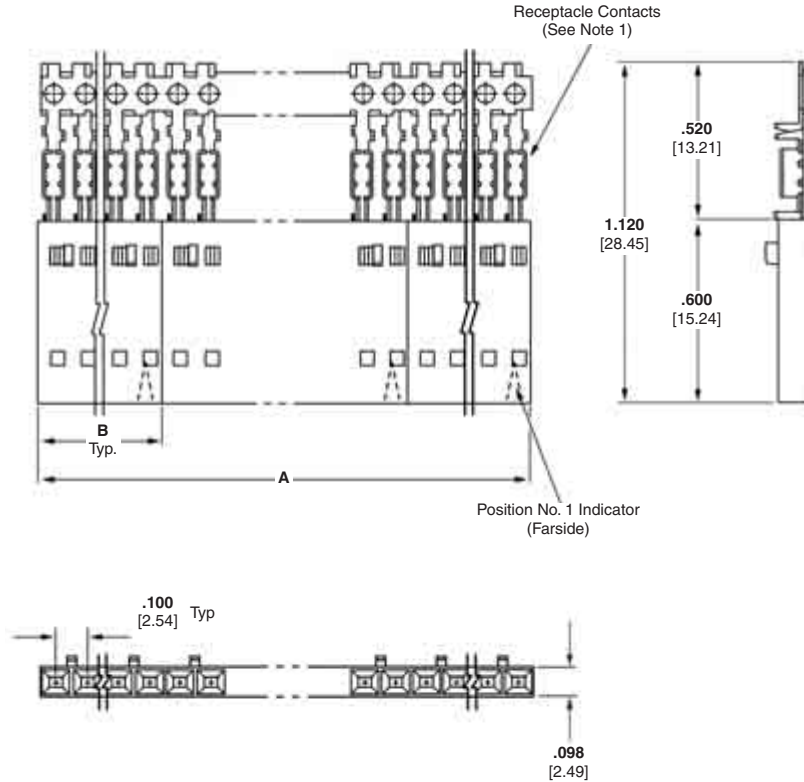 Receptacle Contacts
(See Note 1)
.520
[13.21]
1.120
[28.45]
.600
[15.24]
B
Typ.
A
Position No. 1 Indicator
(Farside)
.100
[2.54]
Typ
.098
[2.49]